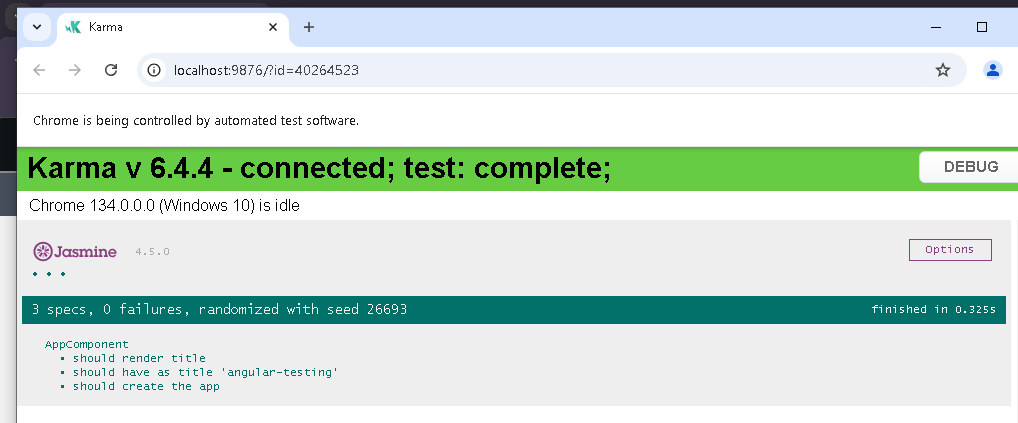 Karma
localhost:9876/?id=40264523
Chrome is being controlled by automated test software.
Karma v 6.4.4 - connected; test: complete;
DEBUG
Chrome 134.0.0.0 (Windows 10) is idle
Jasmine 4.5.0
Options
• • •
3 specs, 0 failures, randomized with seed 26693
finished in 0.325s
AppComponent
• should render title
• should have as title 'angular-testing'
• should create the app